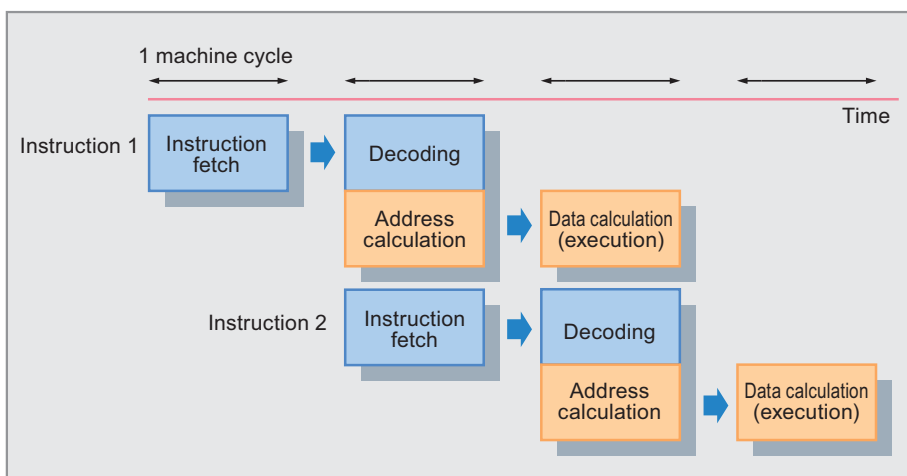 1 machine cycle
Time
Instruction 1
Instruction
fetch
Decoding
Address
calculation
Data calculation
(execution)
Instruction 2
Instruction
fetch
Decoding
Address
calculation
Data calculation
(execution)